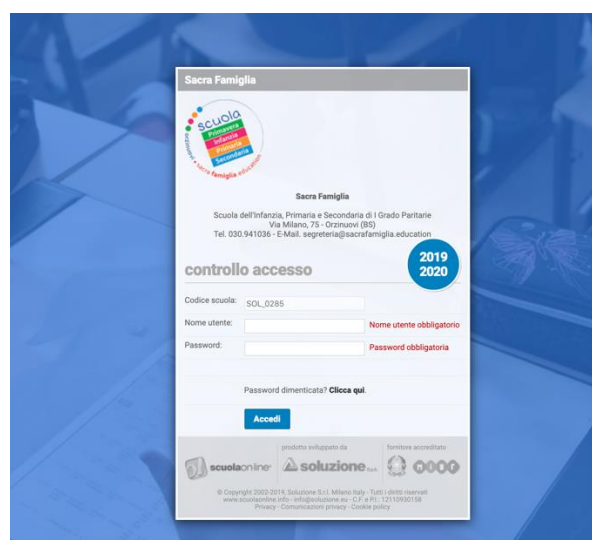 Sacra Famiglia
scuola
Primavera
Infanzia
Primaria
Secondaria
orzinuovi • sacra famiglia.education
Sacra Famiglia
Scuola dell'Infanzia, Primaria e Secondaria di I Grado Paritarie
Via Milano, 75 - Orzinuovi (BS)
Tel. 030.941036 - E-Mail. segreteria@sacrafamiglia.education
2019
2020
controllo accesso
Codice scuola:
SOL_0285
Nome utente:
Nome utente obbligatorio
Password:
Password obbligatoria
Password dimenticata? Clicca qui.
Accedi
prodotto sviluppato da
fornitore accreditato
scuolaonline
soluzione
© Copyright 2003-2019, Soluzione S.r.l. Milano Italy - Tutti i diritti riservati
www.scuolaonline.info - info@soluzione.eu - C.F. e P.I.: 12110930158
Privacy - Comunicazioni privacy - Cookie policy